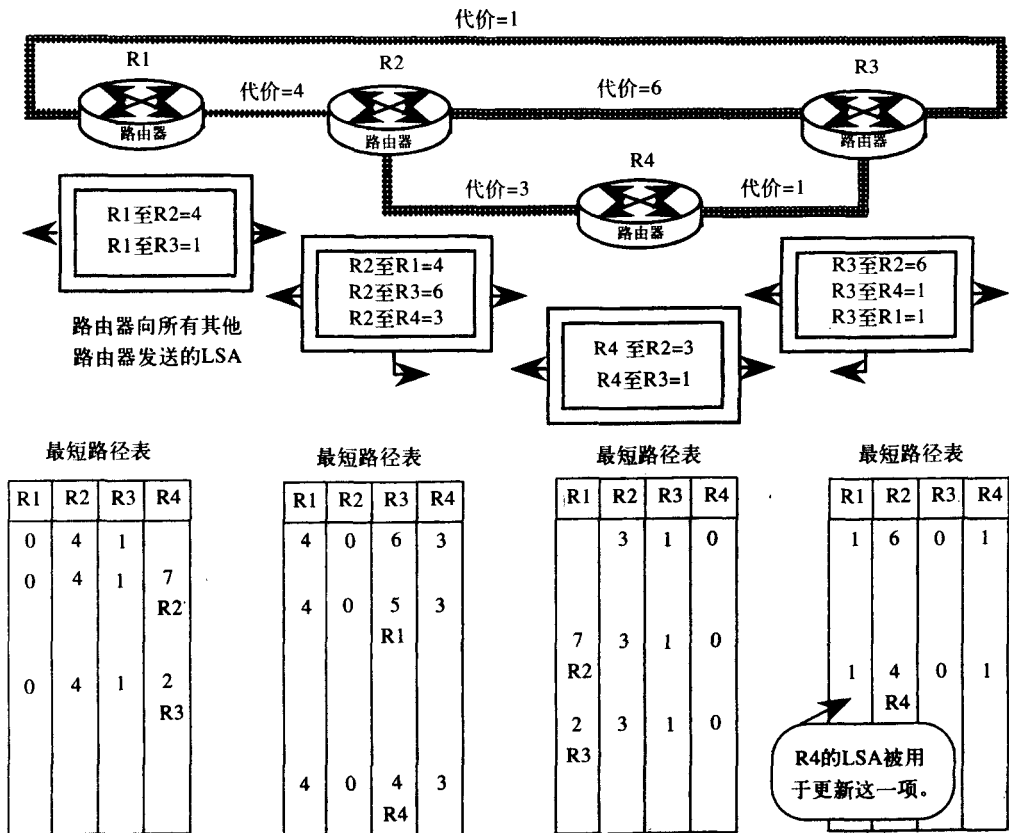 代价=1
R1
R2
R3
代价=4
代价=6
路由器
路由器
路由器
R4
代价=3
代价=1
路由器
R1至R2=4
R1至R3=1
R2至R1=4
R2至R3=6
R2至R4=3
R3至R2=6
R3至R4=1
R3至R1=1
R4 至R2=3
R4至R3=1
路由器向所有其他
路由器发送的LSA
最短路径表
R1 R2 R3 R4
0 4 1
0 4 1 7
R2
0 4 1 2
R3
最短路径表
R1 R2 R3 R4
4 0 6 3
4 0 5 3
R1
4 0 4 3
R4
最短路径表
R1 R2 R3 R4
3 1 0
7 3 1 0
R2
2 3 1 0
R3
最短路径表
R1 R2 R3 R4
1 6 0 1
1 4 0 1
R4
R4的LSA被用
于更新这一项。